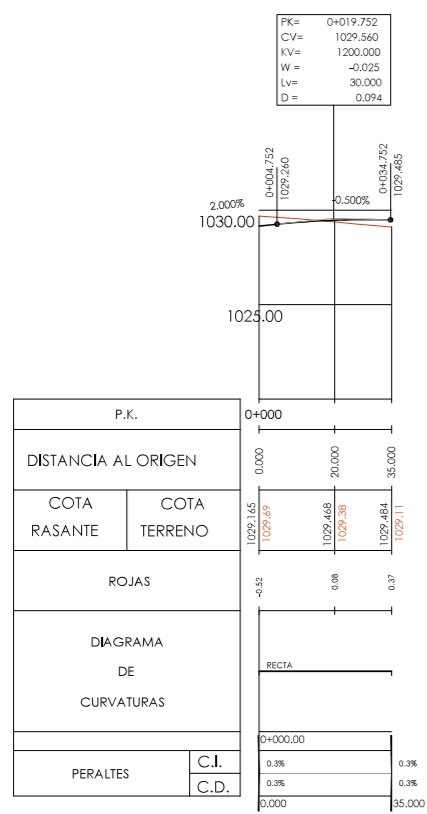 PK= 0+019.752
CV= 1029.560
KV= 1200.000
W = -0.025
Lv= 30.000
D = 0.094
0+004.752
1029.260
0+034.752
1029.485
2.000%
-0.500%
1030.00
1025.00
P.K.
0+000
DISTANCIA AL ORIGEN
0.000
20.000
35.000
COTA RASANTE
COTA TERRENO
1029.165
1029.69
1029.468
1029.38
1029.484
1029.11
ROJAS
-0.52
0.08
0.37
DIAGRAMA
DE
CURVATURAS
RECTA
0+000.00
PERALTES
C.I.
0.3%
0.3%
C.D.
0.3%
0.3%
0.000
35.000